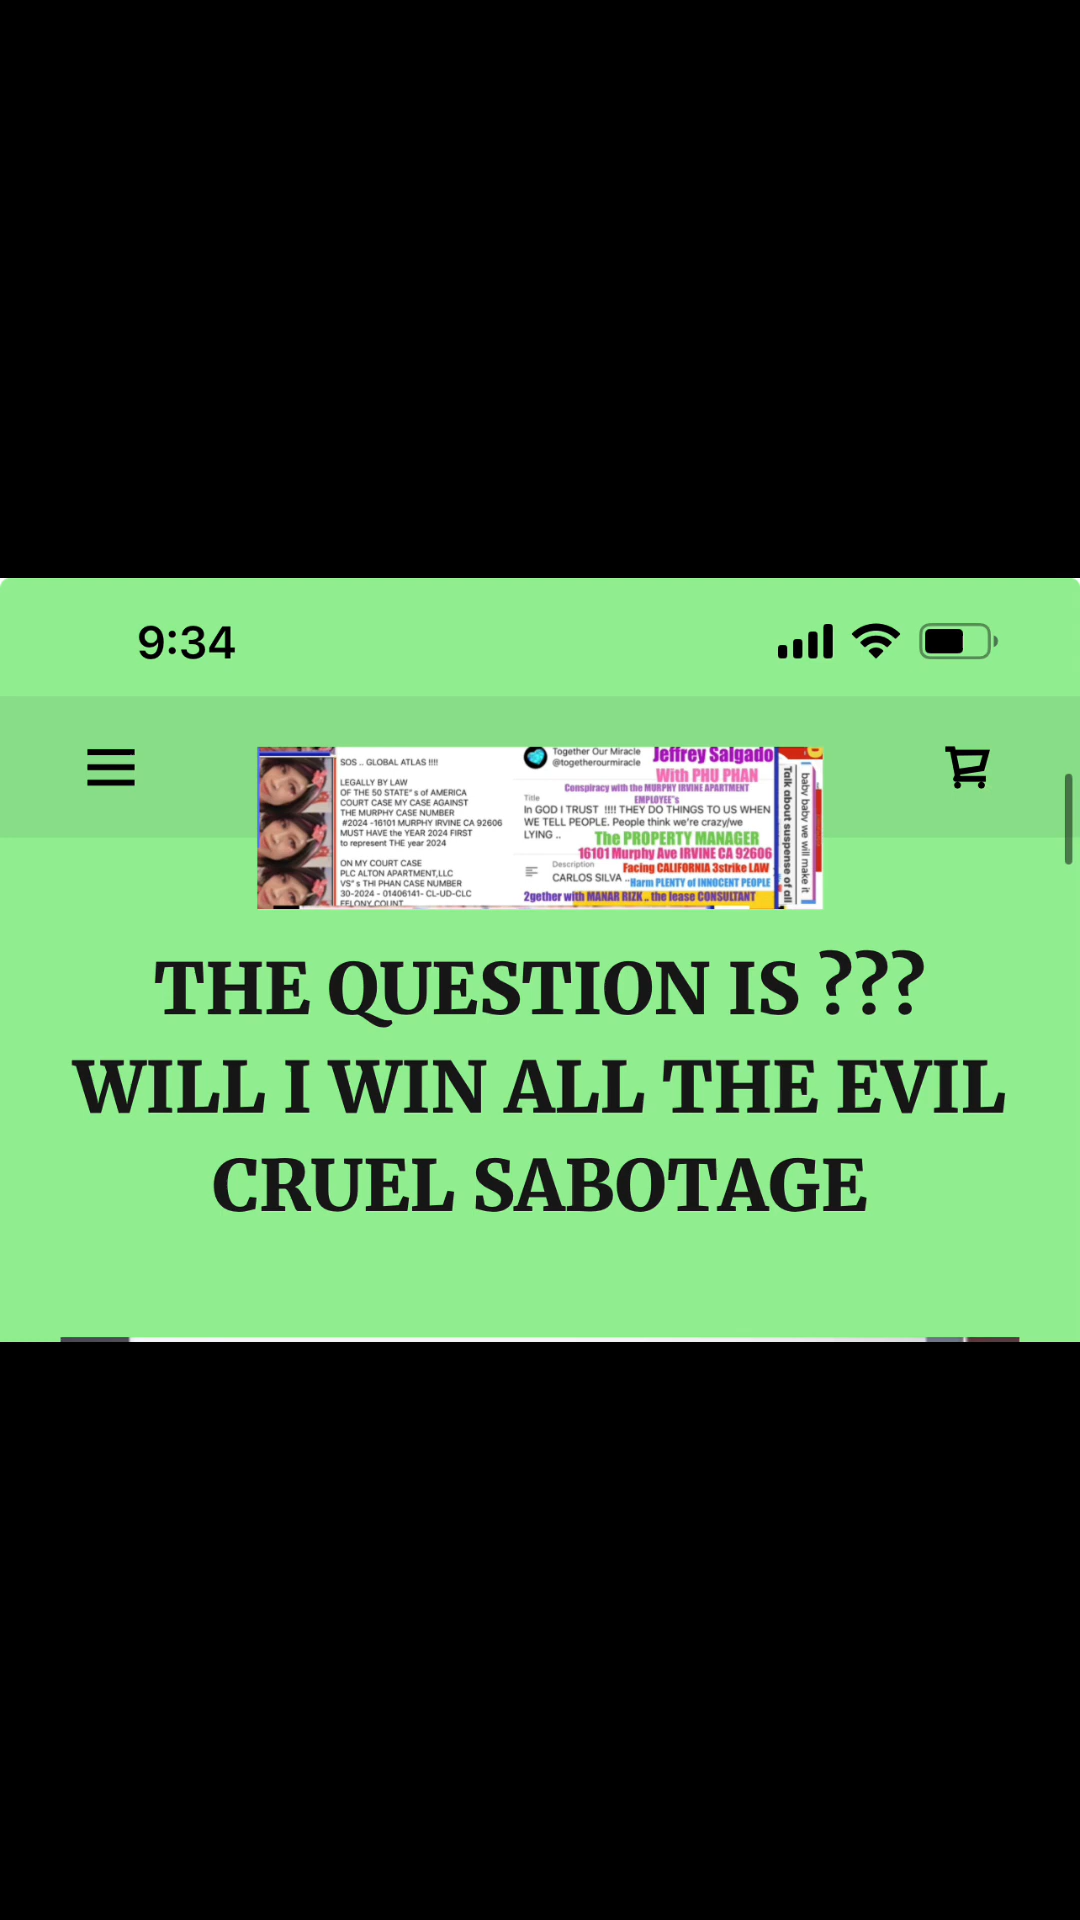 9:34
SOS .. GLOBAL ATLAS !!!!
LEGALLY BY LAW
OF THE 50 STATE"s of AMERICA
COURT CASE MY CASE AGAINST
THE MURPHY CASE NUMBER
#2024 -16101 MURPHY IRVINE CA 92606
MUST HAVE the YEAR 2024 FIRST
to represent THE year 2024
ON MY COURT CASE
PLC ALTON APARTMENT,LLC
VS"s THI PHAN CASE NUMBER
30-2024 - 01406141- CL-UD-CLC
FELONY,COUNT
Together Our Miracle
@togetherourmiracle
Jeffrey Salgado
With PHU PHAN
Conspiracy with the MURPHY IRVINE APARTMENT
EMPLOYEE"s
Title
In GOD I TRUST !!!! THEY DO THINGS TO US WHEN
WE TELL PEOPLE. People think we're crazy/we
LYING ..
The PROPERTY MANAGER
16101 Murphy Ave IRVINE CA 92606
Description
Facing CALIFORNIA 3strike LAW
CARLOS SILVA ..
Harm PLENTY of INNOCENT PEOPLE
2gether with MANAR RIZK .. the lease CONSULTANT
baby baby we will make it
Talk about suspense of all
THE QUESTION IS ???
WILL I WIN ALL THE EVIL
CRUEL SABOTAGE